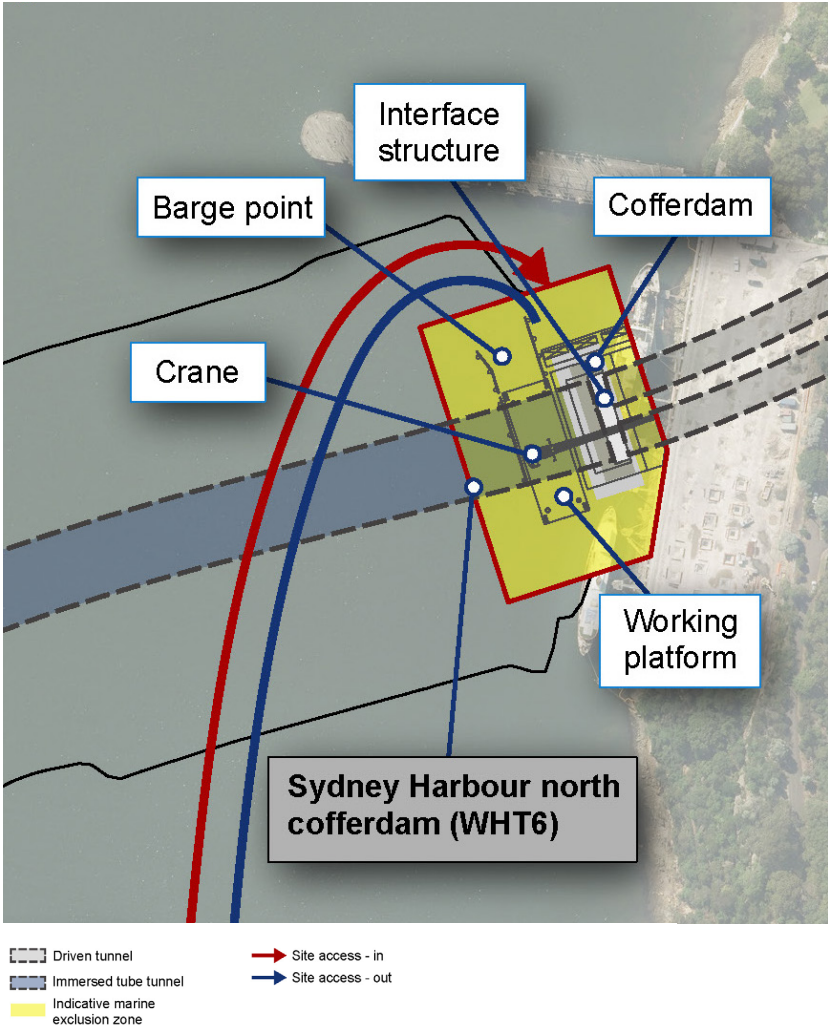 Interface
structure
Barge point
Cofferdam
Crane
Working
platform
Sydney Harbour north
cofferdam (WHT6)
Driven tunnel
Immersed tube tunnel
Indicative marine
exclusion zone
Site access - in
Site access - out